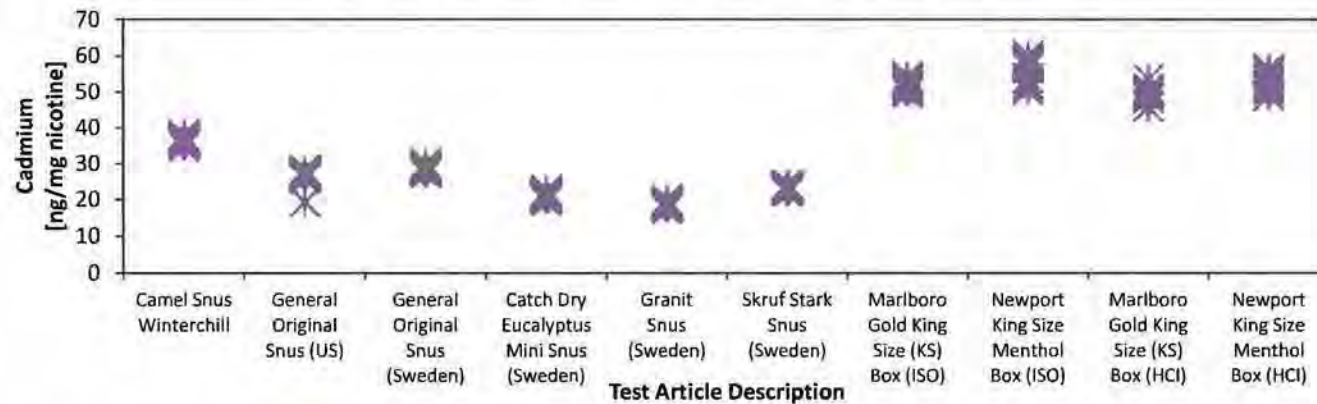 Cadmium
[ng/mg nicotine]
70
60
50
40
30
20
10
0
Camel Snus
Winterchill
General
Original
Snus (US)
General
Original
Snus
(Sweden)
Catch Dry
Eucalyptus
Mini Snus
(Sweden)
Granit
Snus
(Sweden)
Skruf Stark
Snus
(Sweden)
Marlboro
Gold King
Size (KS)
Box (ISO)
Newport
King Size
Menthol
Box (ISO)
Marlboro
Gold King
Size (KS)
Box (HCI)
Newport
King Size
Menthol
Box (HCI)
Test Article Description